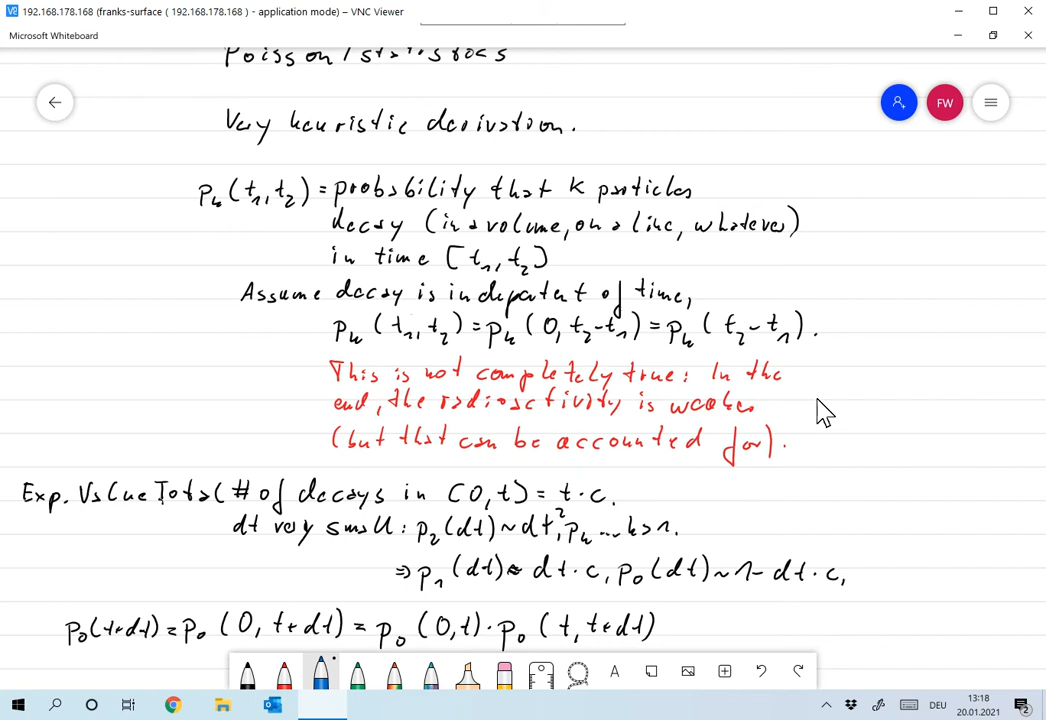 192.168.178.168 (franks-surface ( 192.168.178.168 ) - application mode) – VNC Viewer
Microsoft Whiteboard
Poisson / statistics
Very heuristic derivation.
FW
p_k (t_1, t_2) = probability that k particles
decay (in a volume, on a line, whatever)
in time [t_1, t_2]
Assume decay is indepatent of time,
p_k (t_1, t_2) = p_k (0, t_2-t_1) = p_k (t_2-t_1).
This is not completely true: In the
end, the radioactivity is weaker
(but that can be accounted for).
Exp. Value Total # of decays in (0,t) = t·c.
dt very small: p_2(dt) ~ dt^2, p_k ... k>1.
⇒ p_1(dt) ≈ dt·c, p_0(dt) ~ 1-dt·c,
p_0(t+dt) = p_0 (0, t+dt) = p_0 (0,t)·p_0 (t, t+dt)
A
DEU
13:18
20.01.2021
2